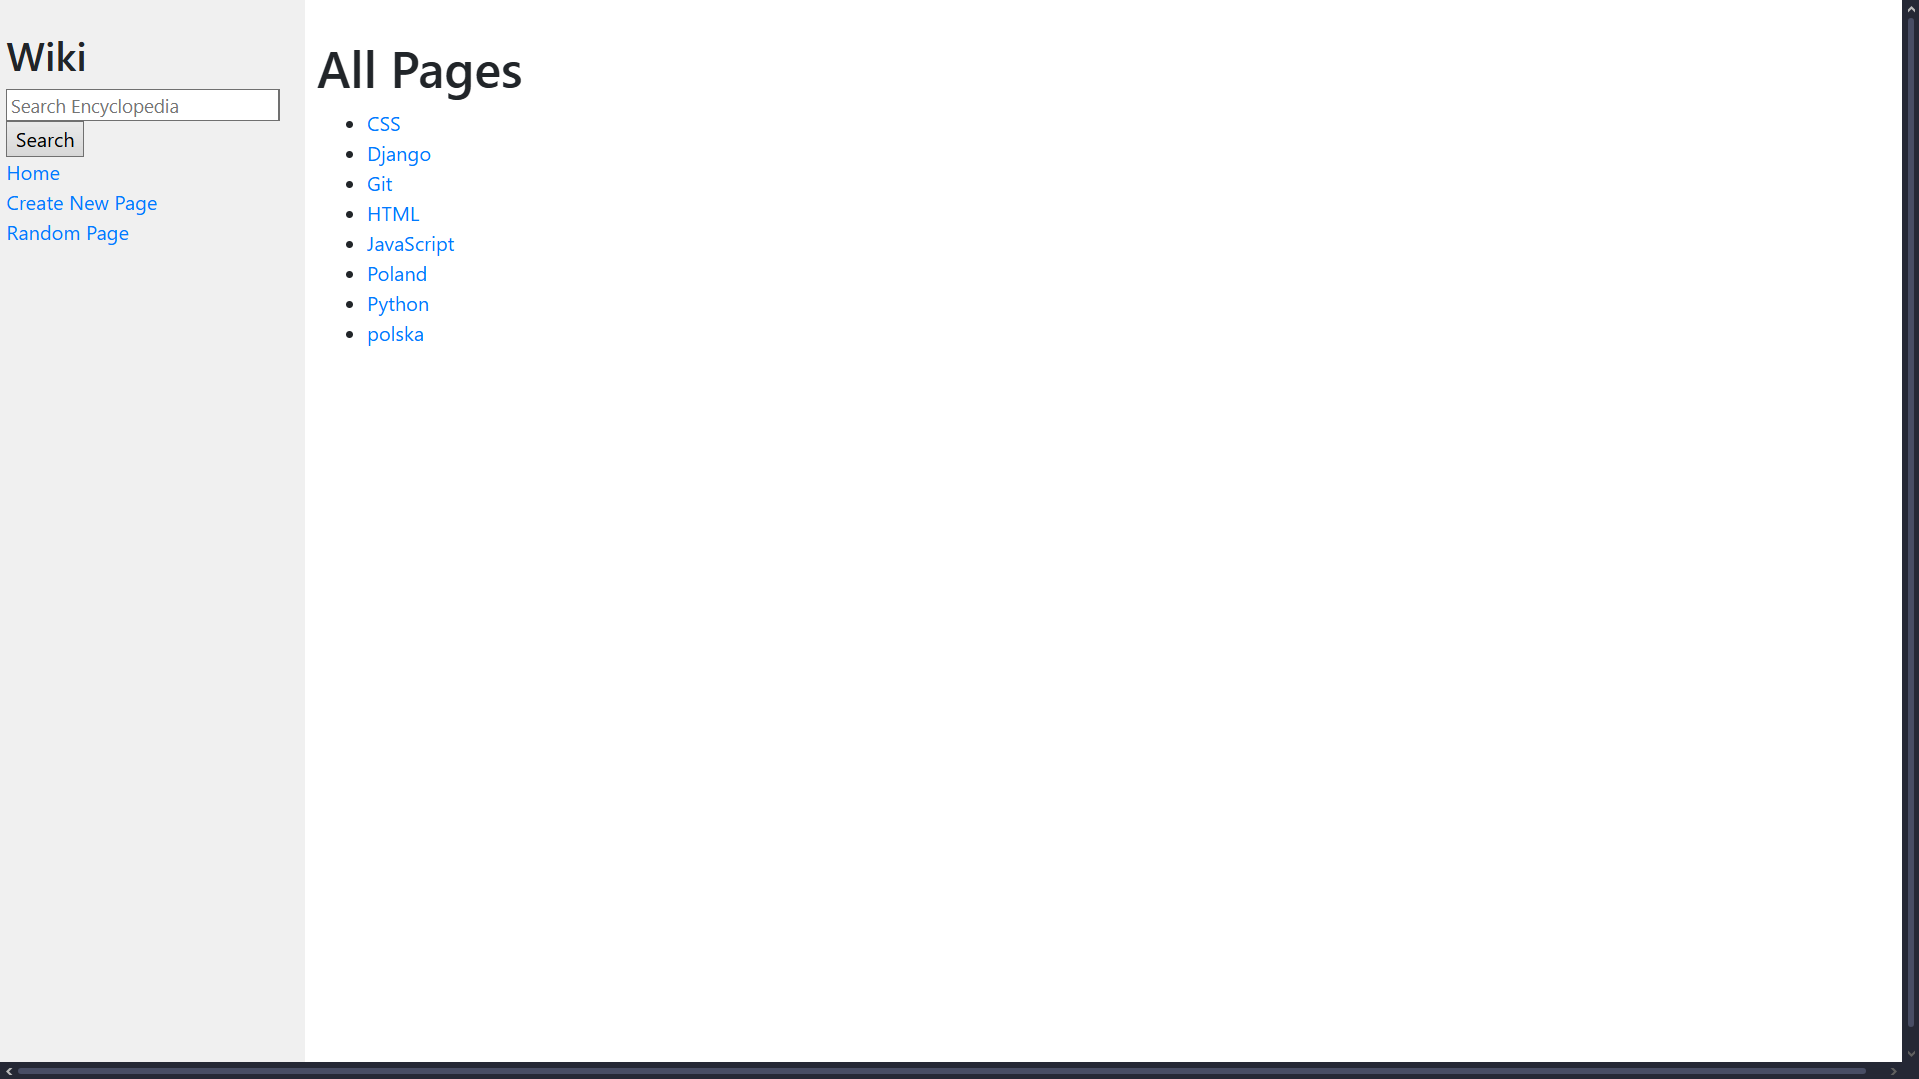 Wiki
Search Encyclopedia
Search
Home
Create New Page
Random Page
All Pages
CSS
Django
Git
HTML
JavaScript
Poland
Python
polska